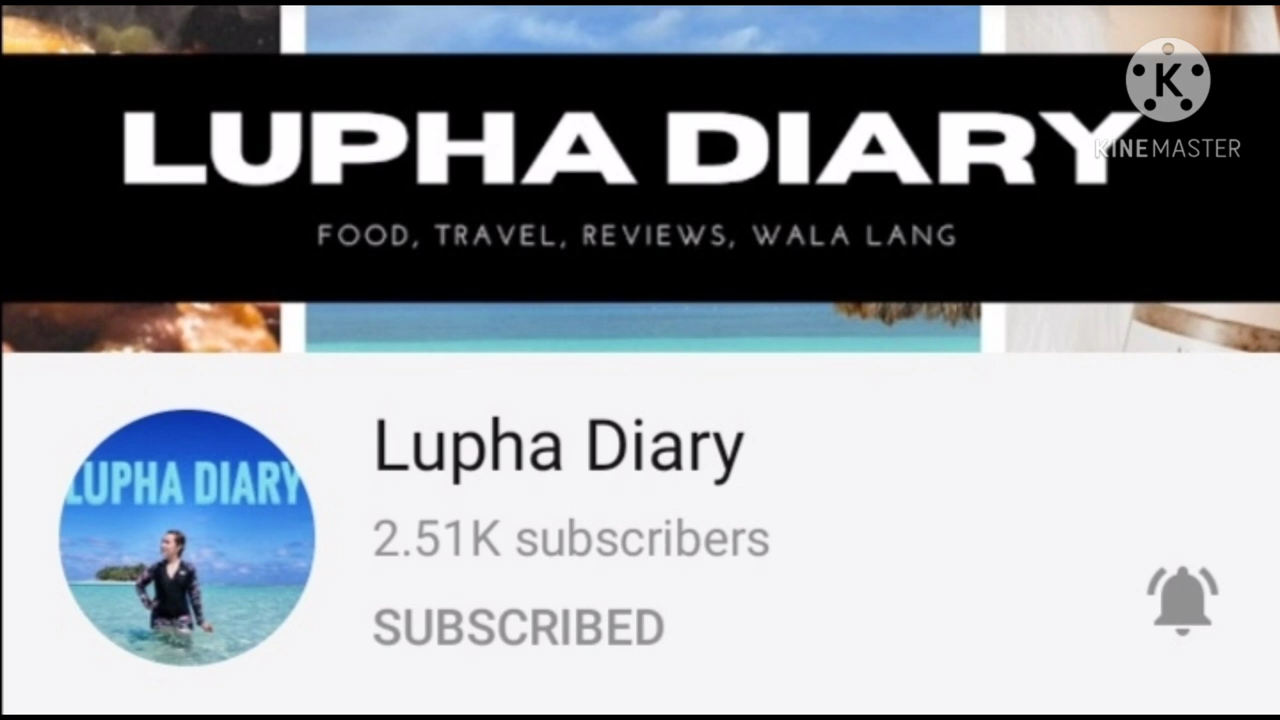 LUPHA DIARY
K
KINEMASTER
FOOD, TRAVEL, REVIEWS, WALA LANG
LUPHA DIARY
Lupha Diary
2.51K subscribers
SUBSCRIBED